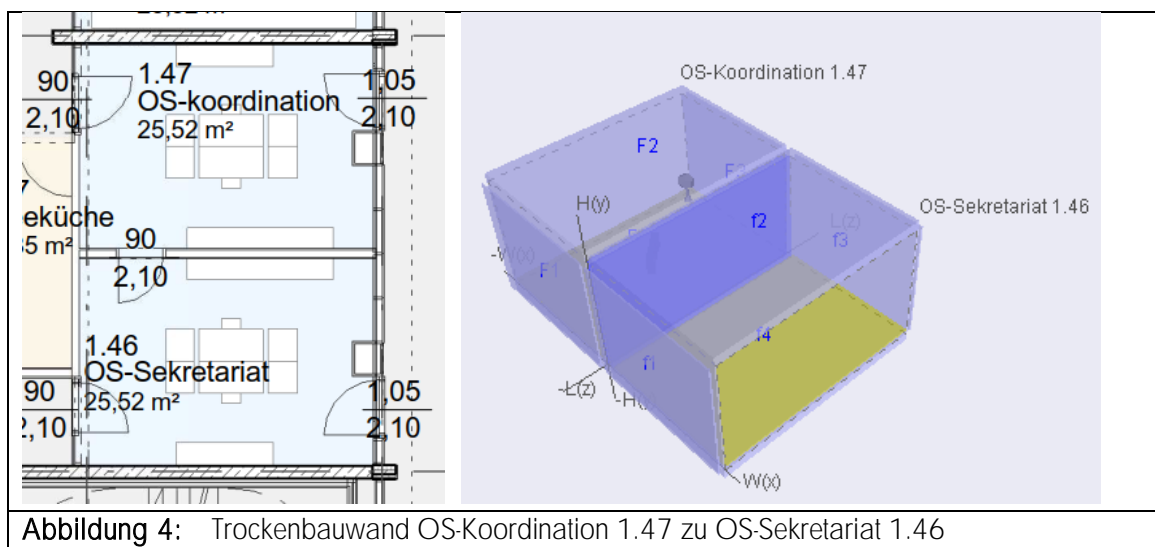 90
2,10
1.47
OS-koordination
25,52 m²
1,05
2,10
eküche
35 m²
90
2,10
1.46
OS-Sekretariat
25,52 m²
90
2,10
1,05
2,10
OS-Koordination 1.47
F2
H(y)
OS-Sekretariat 1.46
f2
L(z)
f3
-W(x)
F1
f4
f1
-L(z)
W(x)
Abbildung 4: Trockenbauwand OS-Koordination 1.47 zu OS-Sekretariat 1.46